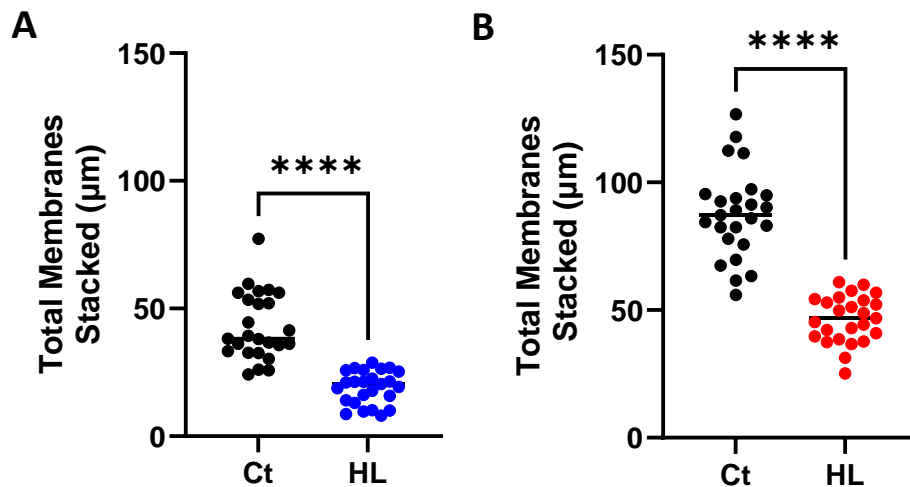 A
Total Membranes
Stacked (µm)
150
100
50
0
****
Ct
HL
B
Total Membranes
Stacked (µm)
150
100
50
0
****
Ct
HL